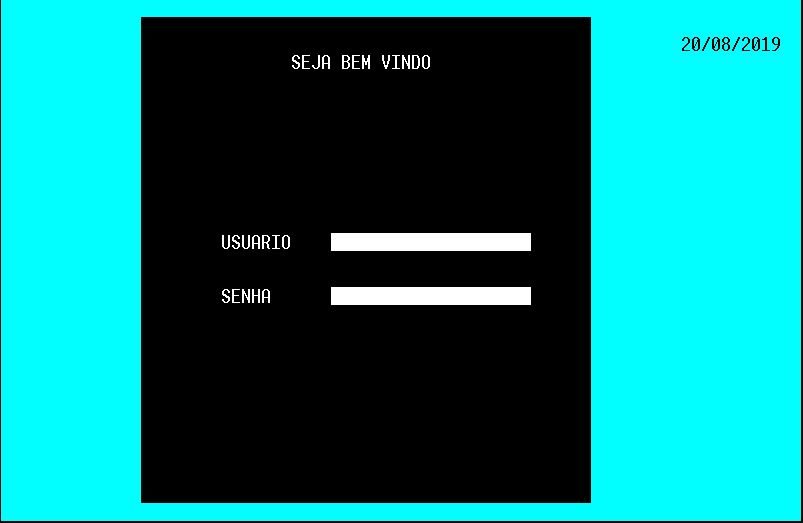 20/08/2019
SEJA BEM VINDO
USUARIO
SENHA